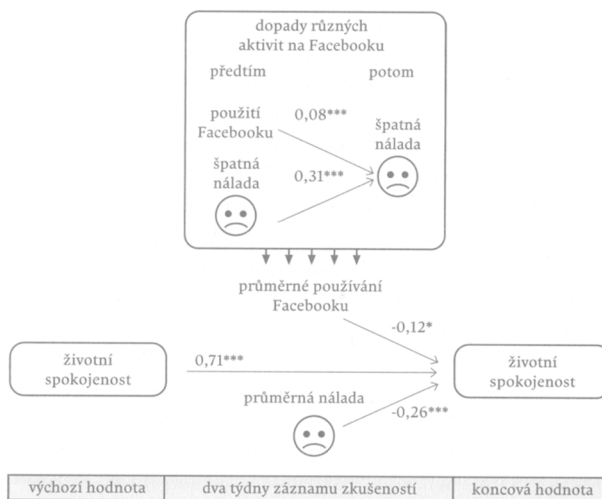 dopady různých
aktivit na Facebooku
předtím potom
použití
Facebooku
0,08***
špatná
nálada
špatná
nálada
0,31***
průměrné používání
Facebooku
-0,12*
životní
spokojenost
0,71***
životní
spokojenost
průměrná nálada
-0,26***
výchozí hodnota dva týdny záznamu zkušeností koncová hodnota